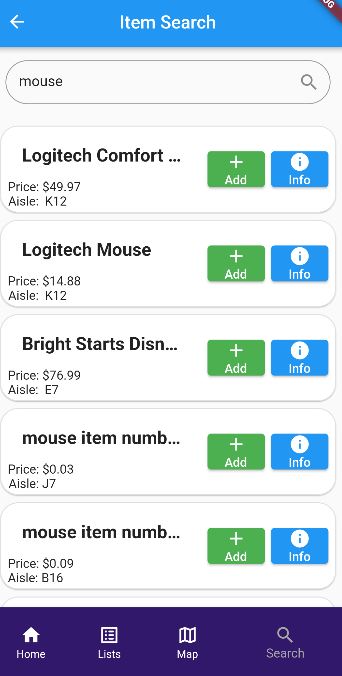 Item Search
mouse
Logitech Comfort ...
Add
Info
Price: $49.97
Aisle: K12
Logitech Mouse
Add
Info
Price: $14.88
Aisle: K12
Bright Starts Disn...
Add
Info
Price: $76.99
Aisle: E7
mouse item numb...
Add
Info
Price: $0.03
Aisle: J7
mouse item numb...
Add
Info
Price: $0.09
Aisle: B16
Home
Lists
Map
Search